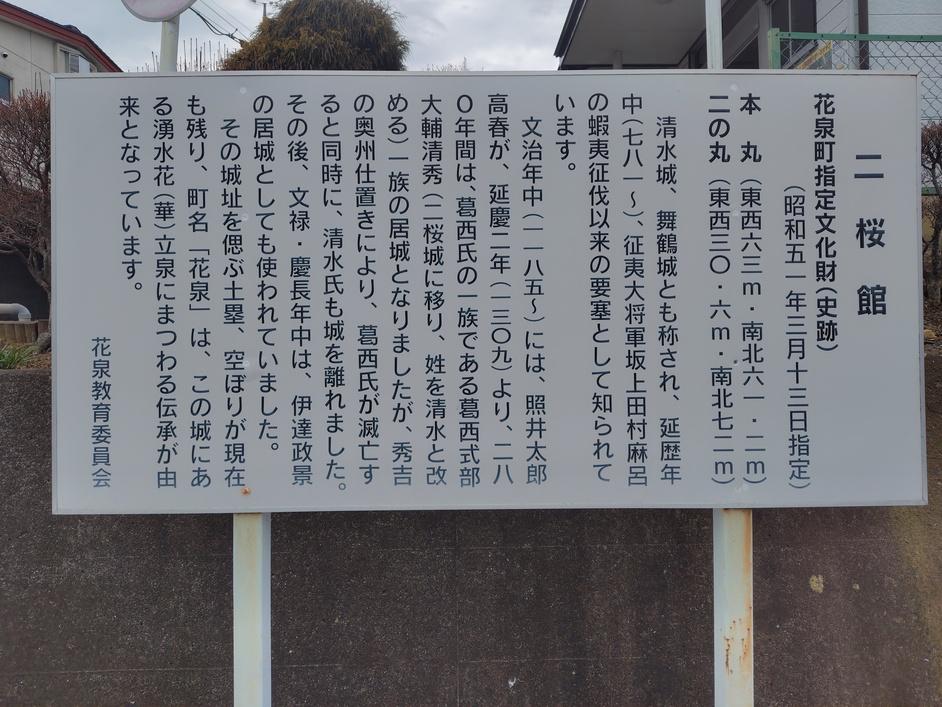 二桜館
花泉町指定文化財(史跡)
(昭和五一年三月十三日指定)
本　丸　(東西六三m・南北六一・二m)
二の丸　(東西三〇・六m・南北七二m)
清水城、舞鶴城とも称され、延歴年
中(七八一〜)、征夷大将軍坂上田村麻呂
の蝦夷征伐以来の要塞として知られて
います。
文治年中(一一八五〜)には、照井太郎
高春が、延慶二年(一三〇九)より、二八
〇年間は、葛西氏の一族である葛西式部
大輔清秀(二桜城に移り、姓を清水と改
める)一族の居城となりましたが、秀吉
の奥州仕置きにより、葛西氏が滅亡す
ると同時に、清水氏も城を離れました。
その後、文禄・慶長年中は、伊達政景
の居城としても使われていました。
その城址を偲ぶ土塁、空ぼりが現在
も残り、町名「花泉」は、この城にあ
る湧水花(華)立泉にまつわる伝承が由
来となっています。
花泉教育委員会